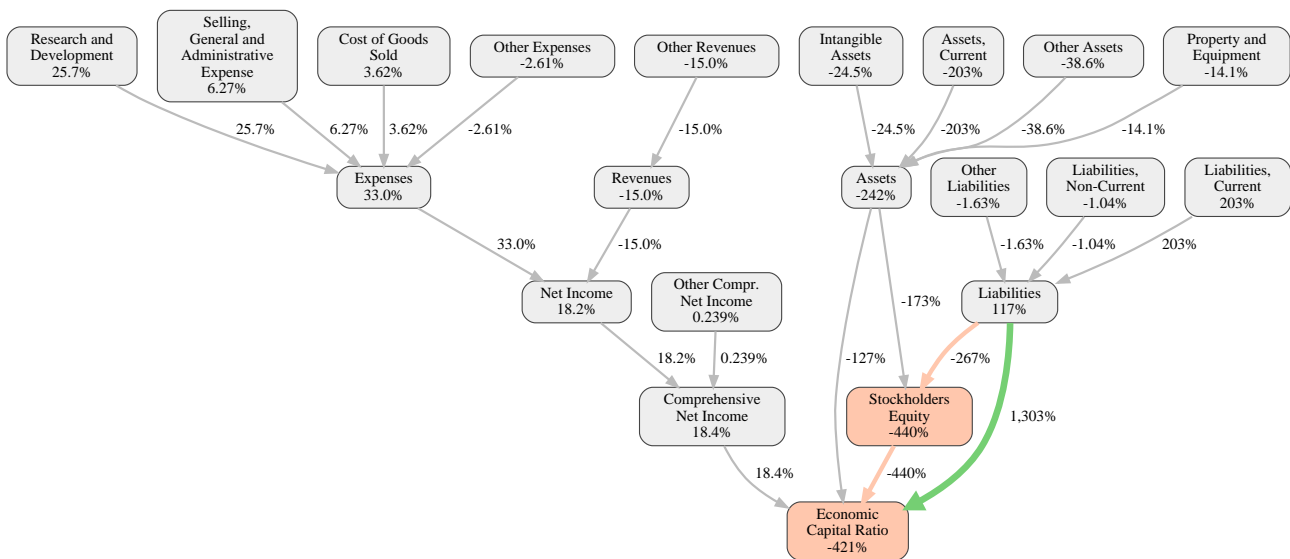 Research and
Development
25.7%
Selling,
General and
Administrative
Expense
6.27%
Cost of Goods
Sold
3.62%
Other Expenses
-2.61%
Other Revenues
-15.0%
Intangible
Assets
-24.5%
Assets,
Current
-203%
Other Assets
-38.6%
Property and
Equipment
-14.1%
25.7%
6.27%
3.62%
-2.61%
-15.0%
-24.5%
-203%
-38.6%
-14.1%
Expenses
33.0%
Revenues
-15.0%
Assets
-242%
Other
Liabilities
-1.63%
Liabilities,
Non-Current
-1.04%
Liabilities,
Current
203%
33.0%
-15.0%
-1.63%
-1.04%
203%
Net Income
18.2%
Other Compr.
Net Income
0.239%
-173%
Liabilities
117%
18.2%
0.239%
-127%
-267%
Comprehensive
Net Income
18.4%
Stockholders
Equity
-440%
1,303%
18.4%
-440%
Economic
Capital Ratio
-421%